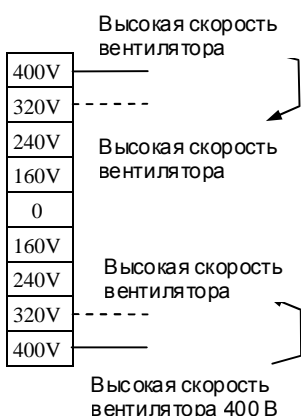 Высокая скорость
вентилятора
400V
320V
240V
Высокая скорость
вентилятора
160V
0
160V
Высокая скорость
вентилятора
240V
320V
400V
Высокая скорость
вентилятора 400 В